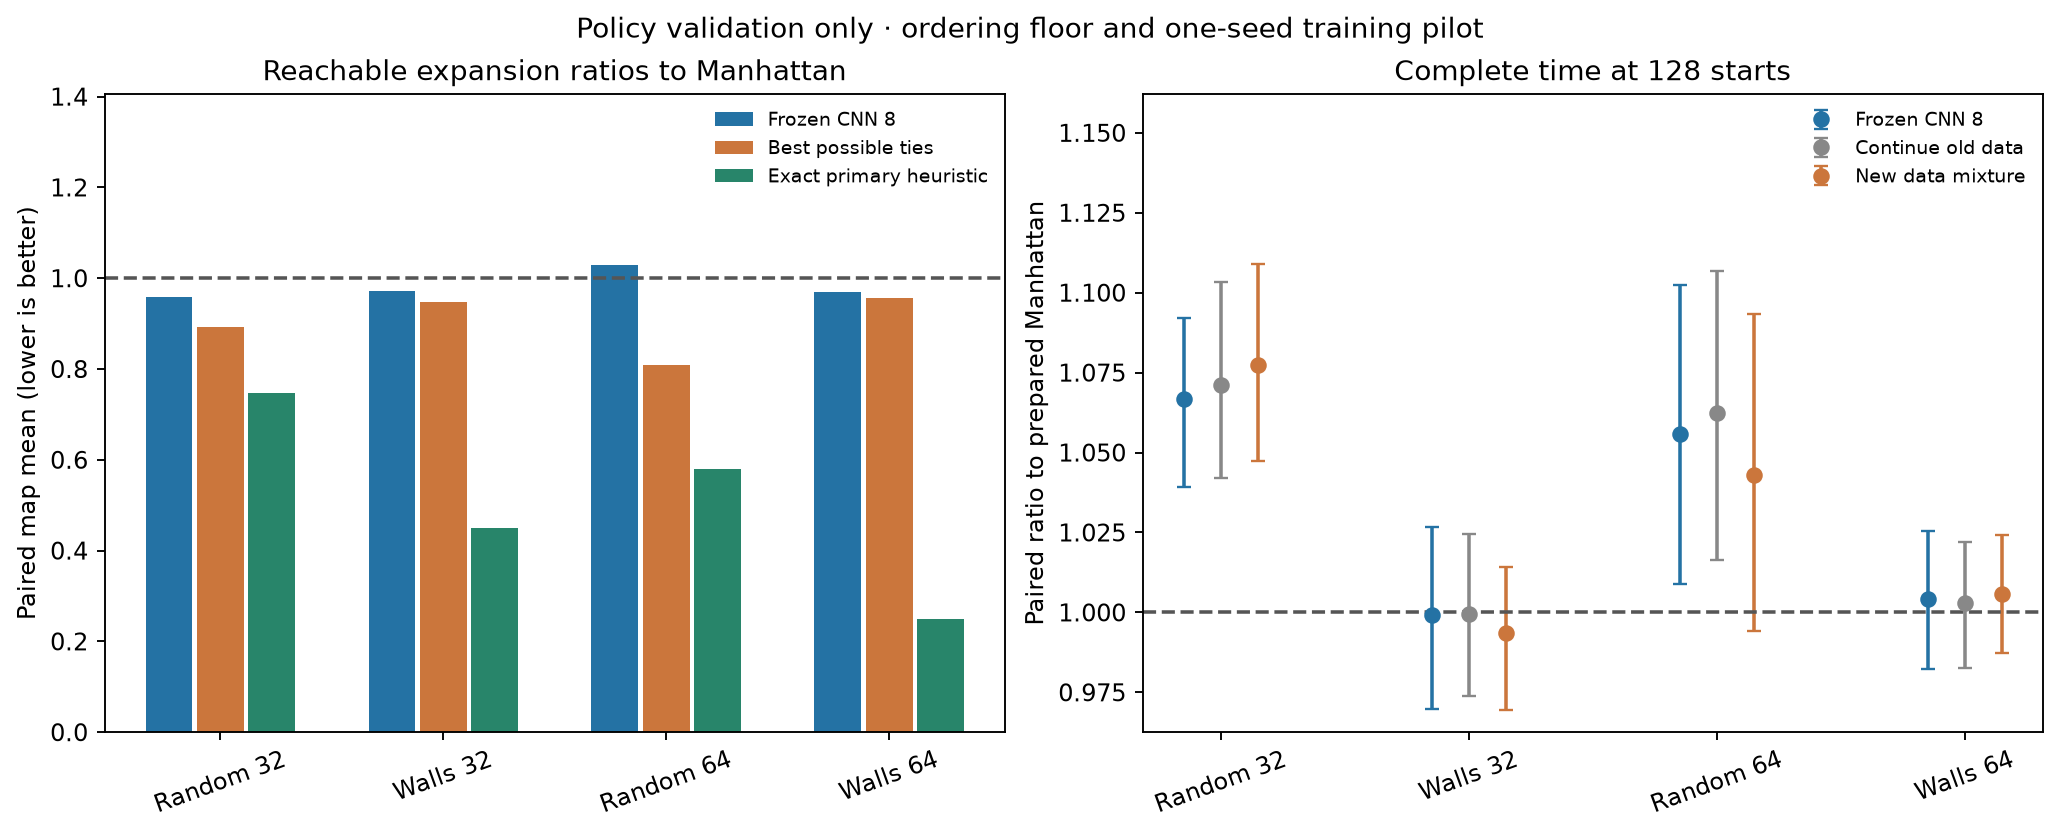 Policy validation only · ordering floor and one-seed training pilot
Reachable expansion ratios to Manhattan
Paired map mean (lower is better)
1.4
1.2
1.0
0.8
0.6
0.4
0.2
0.0
Frozen CNN 8
Best possible ties
Exact primary heuristic
Random 32
Walls 32
Random 64
Walls 64
Complete time at 128 starts
Paired ratio to prepared Manhattan
1.150
1.125
1.100
1.075
1.050
1.025
1.000
0.975
Frozen CNN 8
Continue old data
New data mixture
Random 32
Walls 32
Random 64
Walls 64